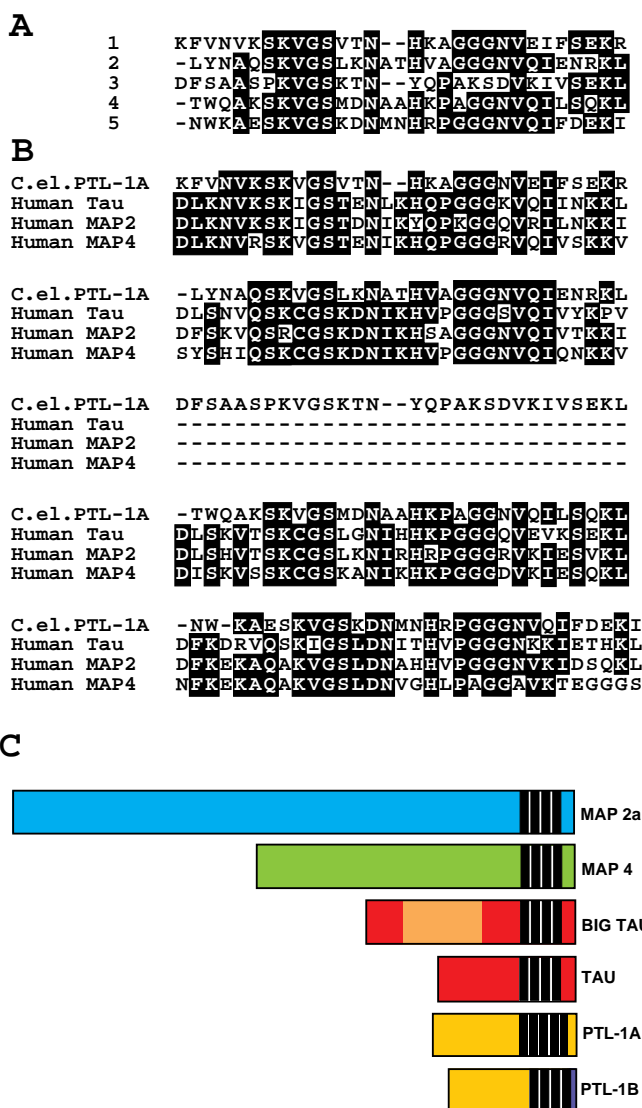 A
1 KFVNVKSKVGSVTN--HKAGGGNVEIFSEKR
2 -LYNAQSKVGSLKNATHVAGGGNVQIENRKL
3 DFSAASPKVGSKTN--YQPAKSDVKIVSEKL
4 -TWQAKSKVGSMDNAAHKPAGGNVQILSQKL
5 -NWKAESKVGSKDNMNHRPGGGNVQIFDEKI
B
C.el.PTL-1A KFVNVKSKVGSVTN--HKAGGGNVEIFSEKR
Human Tau DLKNVKSKIGSTENLKHQPGGGKVQIINKKL
Human MAP2 DLKNVKSKIGSTDNIKYQPKGGQVRILNKKI
Human MAP4 DLKNVRSKVGSTENIKHQPGGGRVQIVSKKV
C.el.PTL-1A -LYNAQSKVGSLKNATHVAGGGNVQIENRKL
Human Tau DLSNVQSKCGSKDNIKHVPGGGSVQIVYKPV
Human MAP2 DFSKVQSRCGSKDNIKHSAGGGNVQIVTKKI
Human MAP4 SYSHIQSKCGSKDNIKHVPGGGNVQIQNKKV
C.el.PTL-1A DFSAASPKVGSKTN--YQPAKSDVKIVSEKL
Human Tau -------------------------------
Human MAP2 -------------------------------
Human MAP4 -------------------------------
C.el.PTL-1A -TWQAKSKVGSMDNAAHKPAGGNVQILSQKL
Human Tau DLSKVTSKCGSLGNIHHKPGGGQVEVKSEKL
Human MAP2 DLSHVTSKCGSLKNIRHRPGGGRVKIESVKL
Human MAP4 DISKVSSKCGSKANIKHKPGGGDVKIESQKL
C.el.PTL-1A -NW-KAESKVGSKDNMNHRPGGGNVQIFDEKI
Human Tau DFKDRVQSKIGSLDNITHVPGGGNKKIETHKL
Human MAP2 DFKEKAQAKVGSLDNAHHVPGGGNVKIDSQKL
Human MAP4 NFKEKAQAKVGSLDNVGHLPAGGAVKTEGGGS
C
MAP 2a
MAP 4
BIG TAU
TAU
PTL-1A
PTL-1B